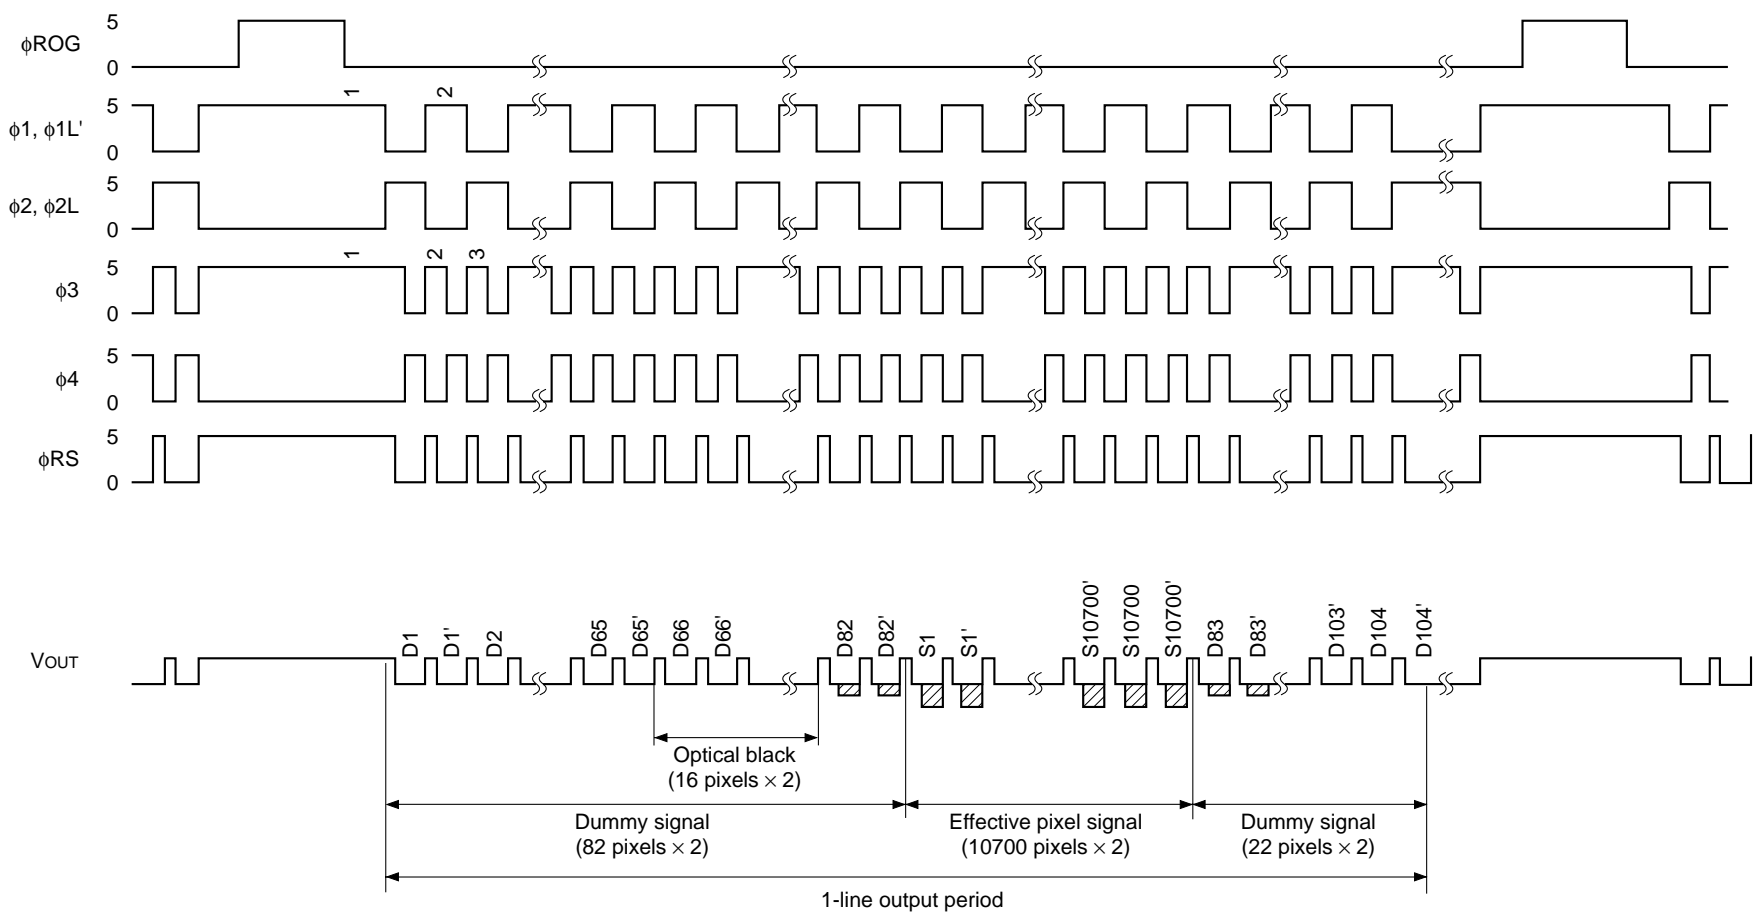 φROG
5
0
1
2
φ1, φ1L'
5
0
φ2, φ2L
5
0
1
2
3
φ3
5
0
φ4
5
0
φRS
5
0
VOUT
D1
D1'
D2
D65
D65'
D66
D66'
D82
D82'
S1
S1'
S10700'
S10700
S10700'
D83
D83'
D103'
D104
D104'
Optical black
(16 pixels × 2)
Dummy signal
(82 pixels × 2)
Effective pixel signal
(10700 pixels × 2)
Dummy signal
(22 pixels × 2)
1-line output period